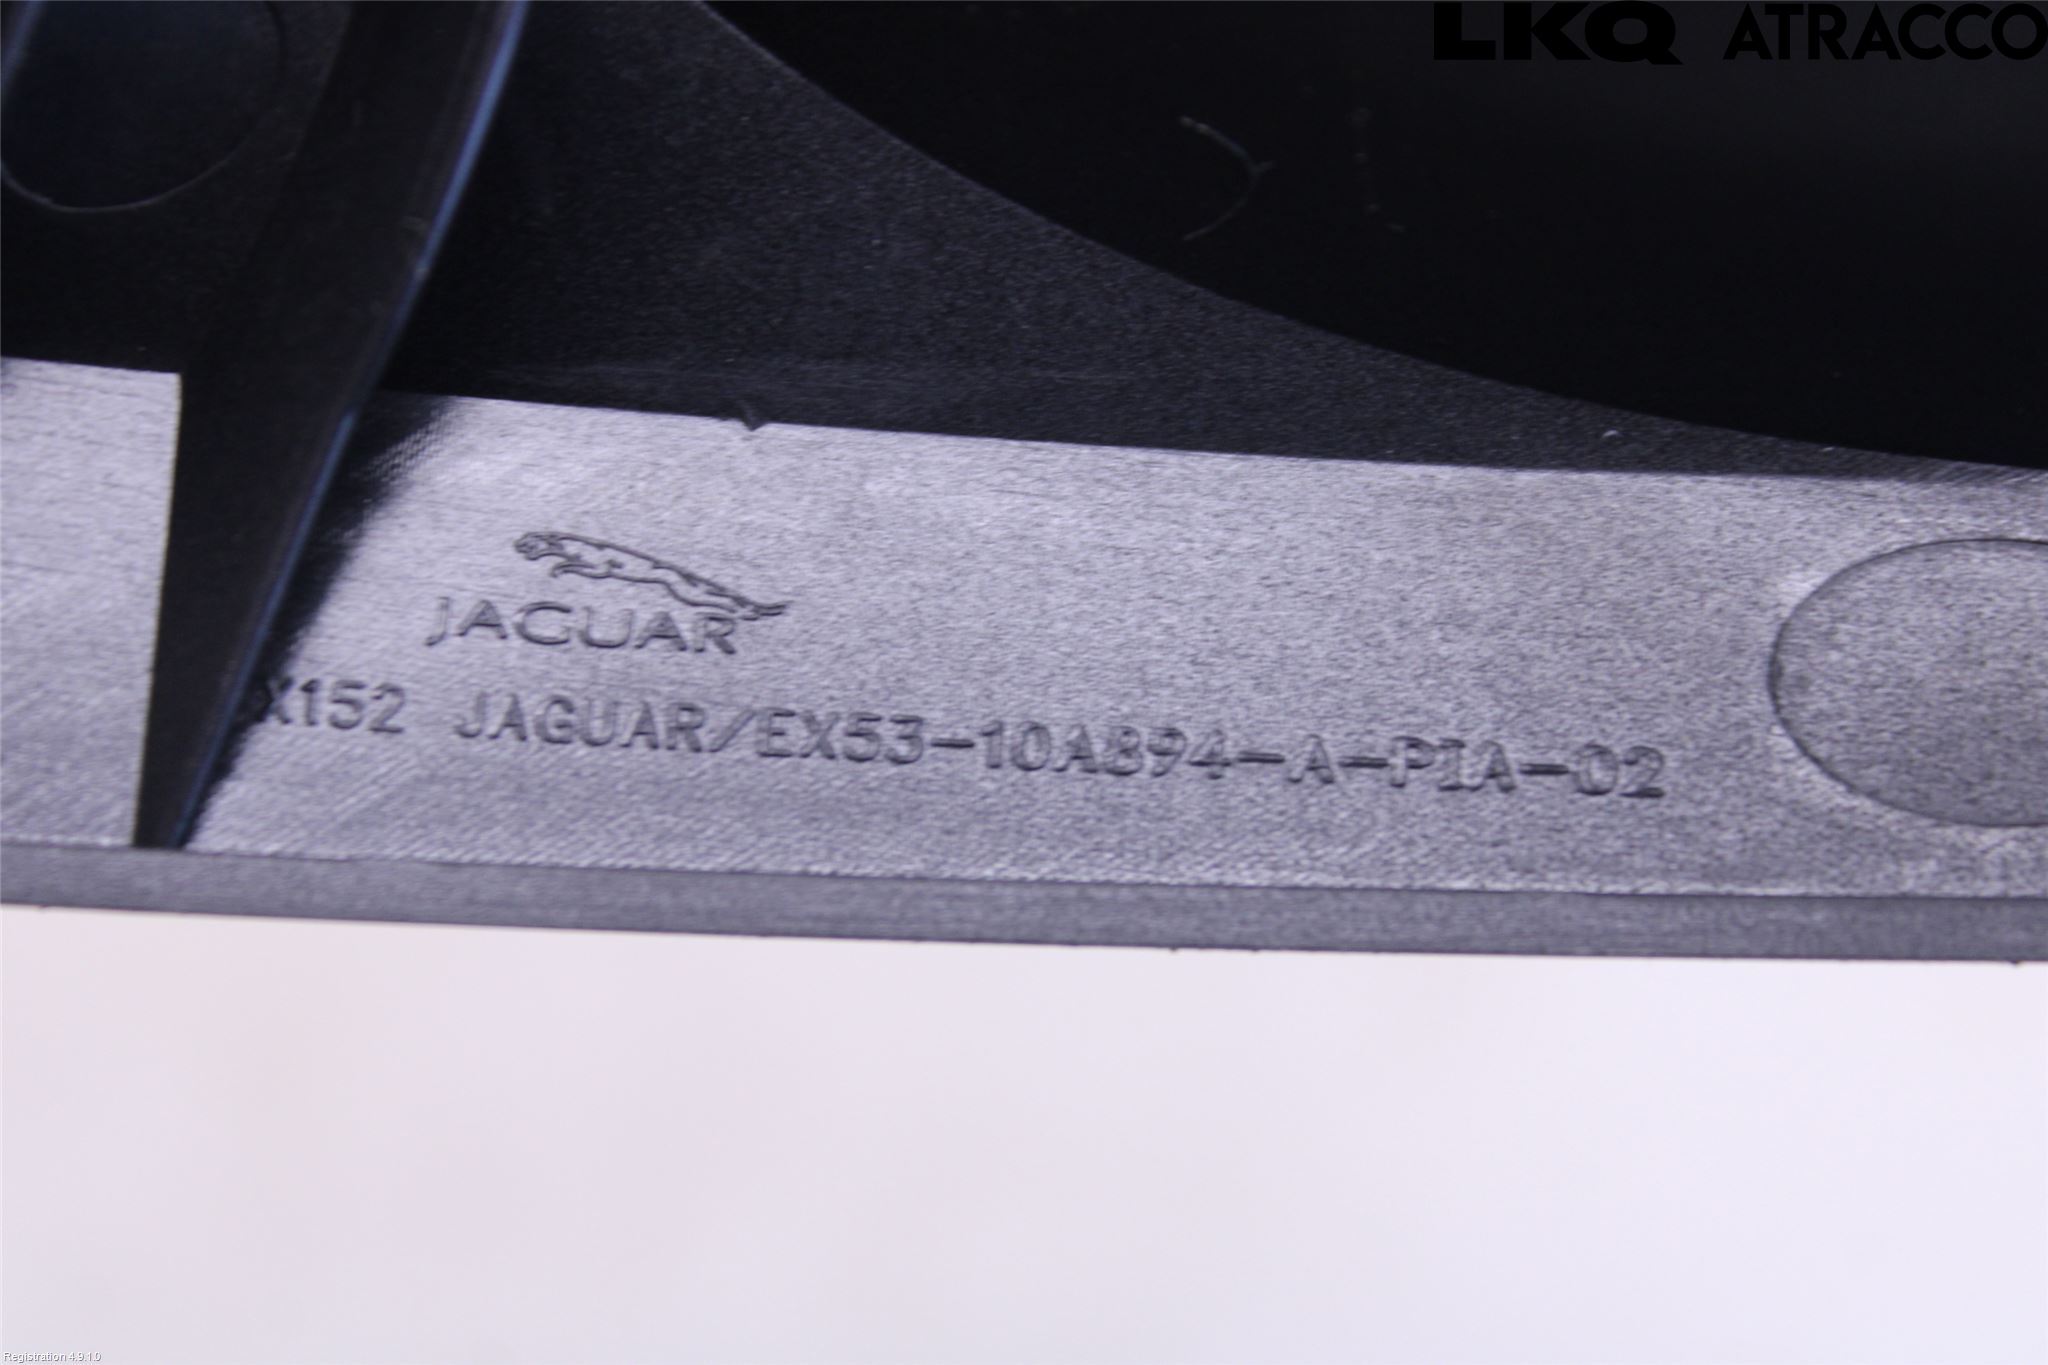 LKQ ATRACCO
JAGUAR
X152 JAGUAR/EX53-10A894-A-PIA-02
Registration 4.9.1.0